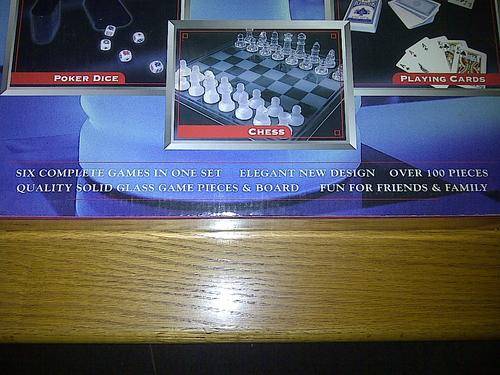 POKER DICE
PLAYING CARDS
CHESS
SIX COMPLETE GAMES IN ONE SET ELEGANT NEW DESIGN OVER 100 PIECES
QUALITY SOLID GLASS GAME PIECES & BOARD FUN FOR FRIENDS & FAMILY